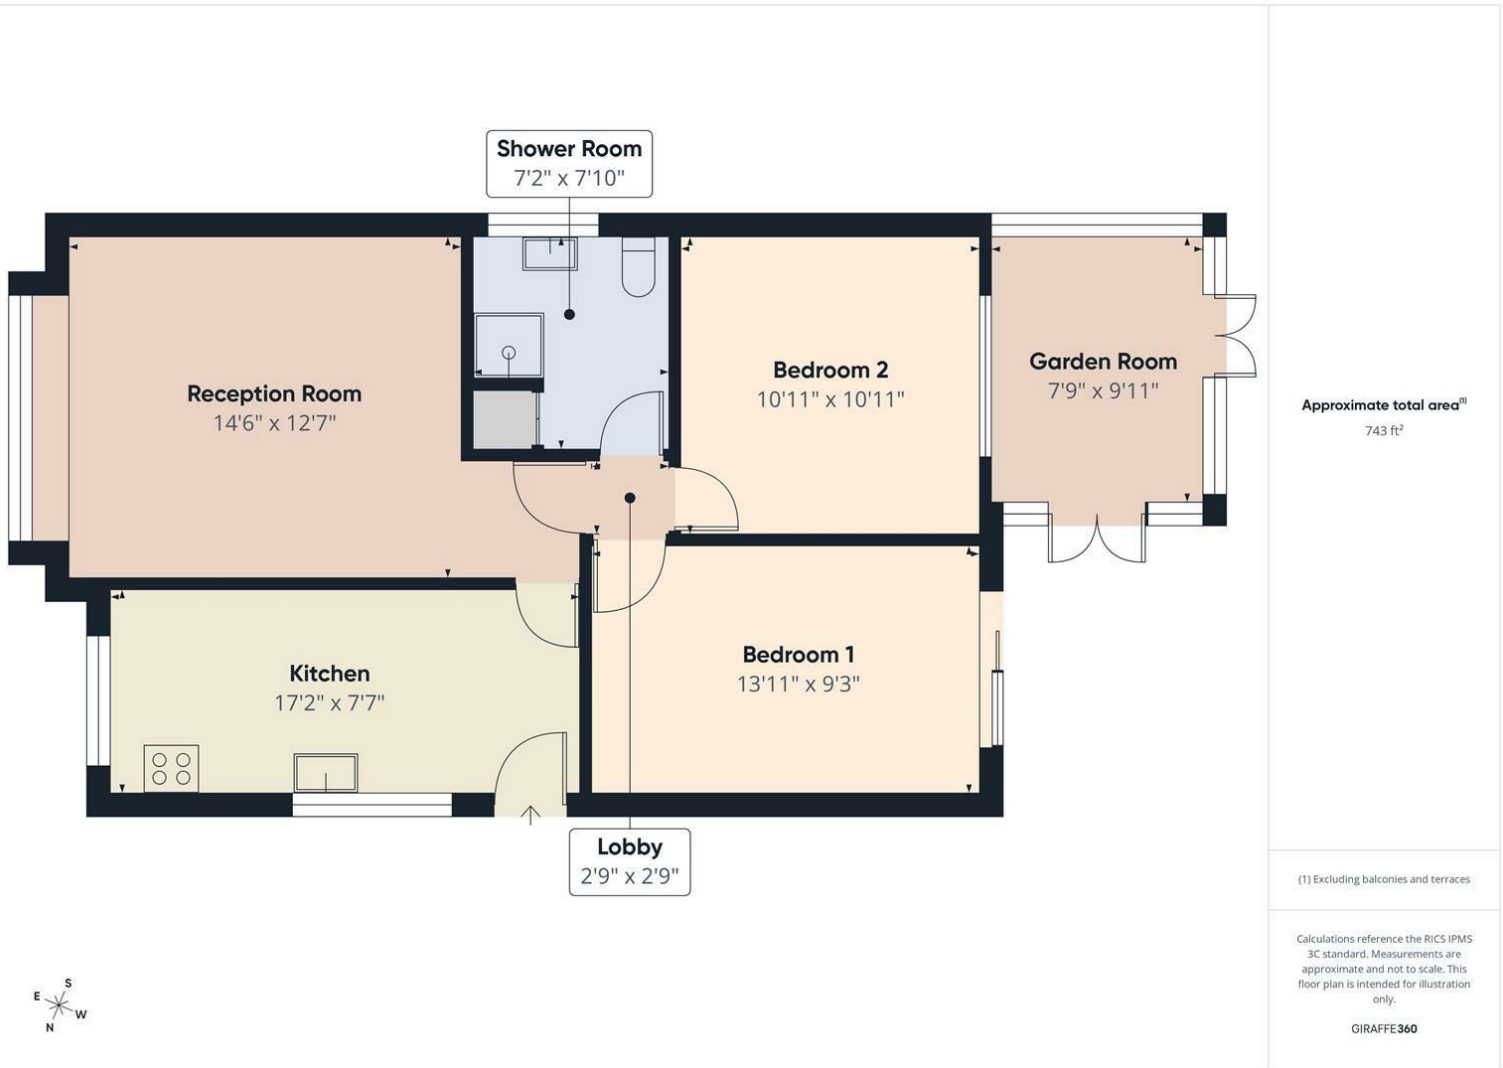 Shower Room
7'2" x 7'10"
Reception Room
14'6" x 12'7"
Bedroom 2
10'11" x 10'11"
Garden Room
7'9" x 9'11"
Kitchen
17'2" x 7'7"
Bedroom 1
13'11" x 9'3"
Lobby
2'9" x 2'9"
S
E
W
N
Approximate total area(1)
743 ft²
(1) Excluding balconies and terraces
Calculations reference the RICS IPMS
3C standard. Measurements are
approximate and not to scale. This
floor plan is intended for illustration
only.
GIRAFFE360